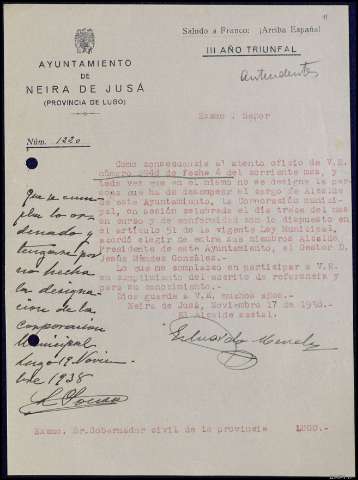 Saludo a Franco: ¡Arriba España!
III AÑO TRIUNFAL
AYUNTAMIENTO
DE
NEIRA DE JUSÁ
(PROVINCIA DE LUGO)
Antecedentes
Núm. 1220
Excmo. Señor
Como consecuencia al atento oficio de V.E.
número 2848 de fecha 4 del corriente mes, y
toda vez que en el mismo no se designa la per
sona que ha de desempeñar el cargo de Alcalde
de este Ayuntamiento, la Corporación munici-
pal, en sesión celebrada el día trece del mes
en curso y de conformidad con lo dispuesto en
el artículo 51 de la vigente Ley Municipal,
acordó elegir de entre sus miembros Alcalde
Presidente de este Ayuntamiento, el Gestor D.
Jesús Méndez González.
Lo que me complazco en participar a V.E.
en cumplimiento del escrito de referencia y
para su conocimiento.
Dios guarde a V.E. muchos años.
Neira de Jusá, Noviembre 17 de 1938.-
El Alcalde actal.
Eduardo
Que se cum-
pla lo or-
denado y
tengase por
no hecha
la designa-
cion de la
corporacion
Municipal
Lugo 19 Noviem-
bre 1938
Excmo. Sr. Gobernador civil de la provincia LUGO.-